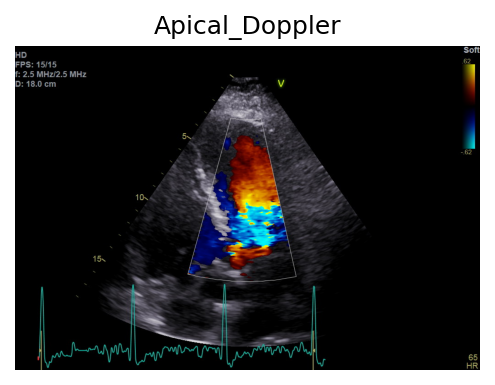 Apical_Doppler
HD
FPS: 15/15
f: 2.5 MHz/2.5 MHz
D: 18.0 cm
V
Soft
.62
-.62
5
10
15
65
HR